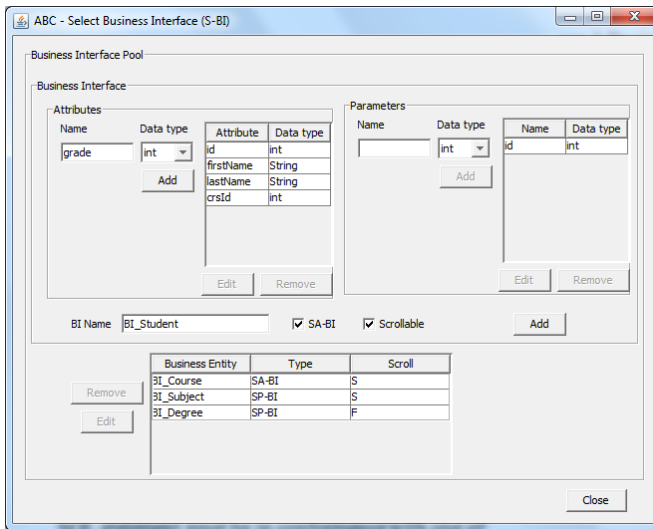 ABC - Select Business Interface (S-BI)
Business Interface Pool
Business Interface
Attributes
Name Data type
grade int
Add
Attribute Data type
id int
firstName String
lastName String
crsId int
Edit Remove
Parameters
Name Data type
int
Add
Name Data type
id int
Edit Remove
BI Name BI_Student SA-BI Scrollable Add
Business Entity Type Scroll
BI_Course SA-BI S
BI_Subject SP-BI S
BI_Degree SP-BI F
Remove
Edit
Close